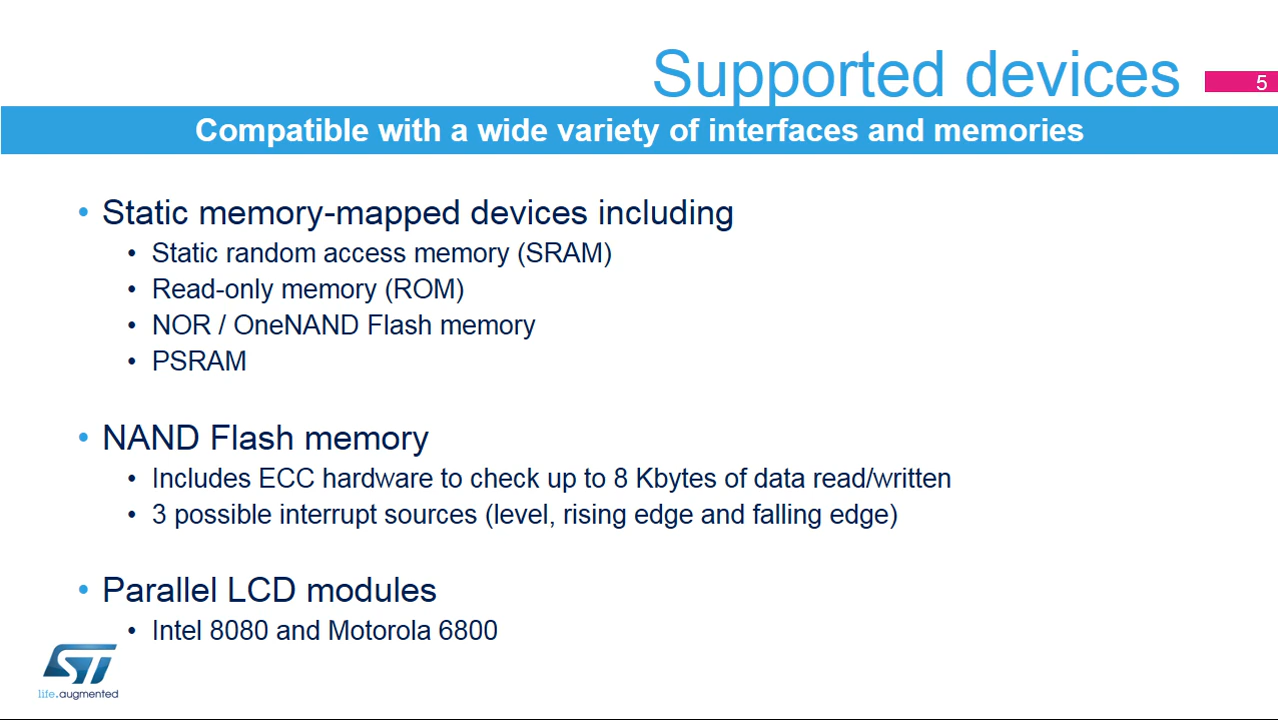 Supported devices
5
Compatible with a wide variety of interfaces and memories
• Static memory-mapped devices including
• Static random access memory (SRAM)
• Read-only memory (ROM)
• NOR / OneNAND Flash memory
• PSRAM
• NAND Flash memory
• Includes ECC hardware to check up to 8 Kbytes of data read/written
• 3 possible interrupt sources (level, rising edge and falling edge)
• Parallel LCD modules
• Intel 8080 and Motorola 6800
ST
life.augmented